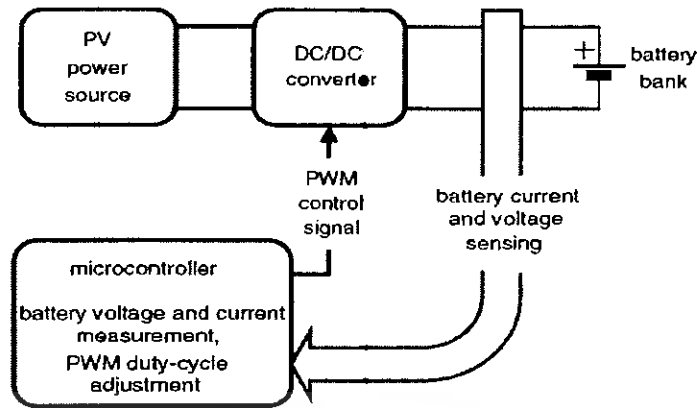 PV
power
source
DC/DC
converter
+
battery
bank
PWM
control
signal
battery current
and voltage
sensing
microcontroller
battery voltage and current
measurement,
PWM duty-cycle
adjustment